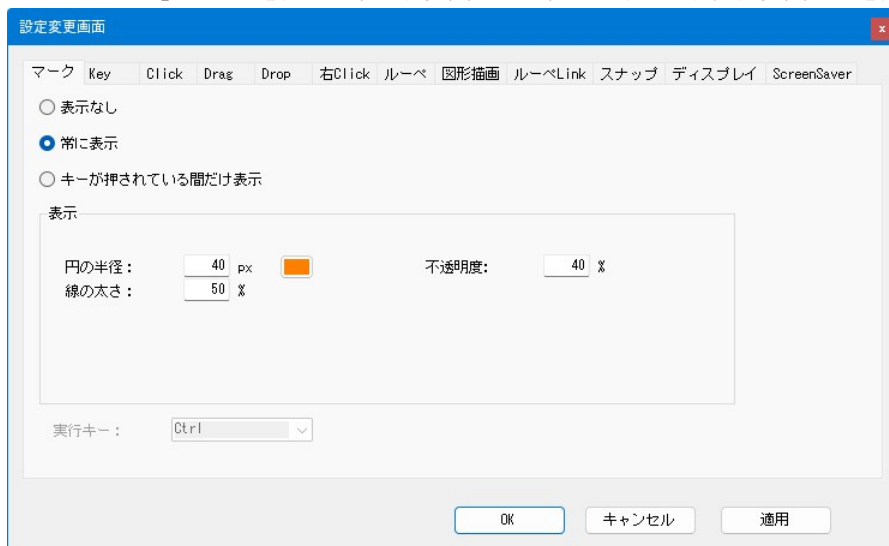 設定変更画面
x
マーク Key Click Drag Drop 右Click ルーペ 図形描画 ルーペLink スナップ ディスプレイ ScreenSaver
表示なし
常に表示
キーが押されている間だけ表示
表示
円の半径: 40 px 不透明度: 40 %
線の太さ: 50 %
実行キー: Ctrl
OK キャンセル 適用